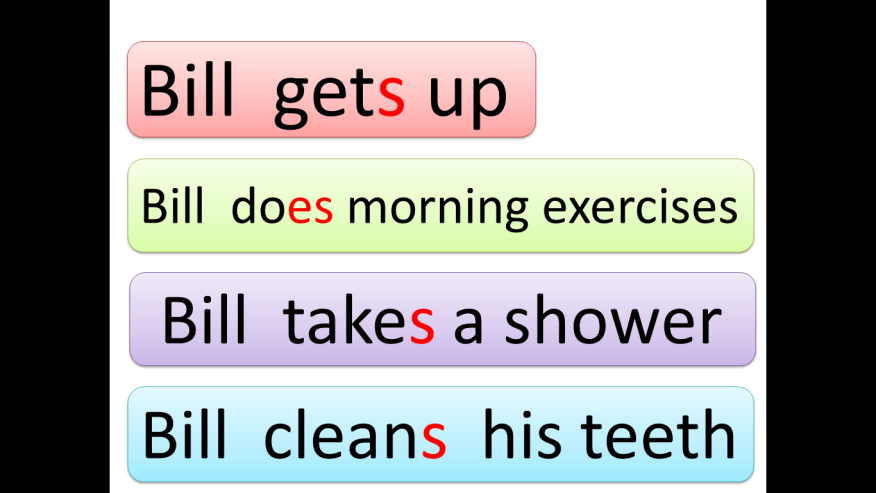 Bill gets up
Bill does morning exercises
Bill takes a shower
Bill cleans his teeth